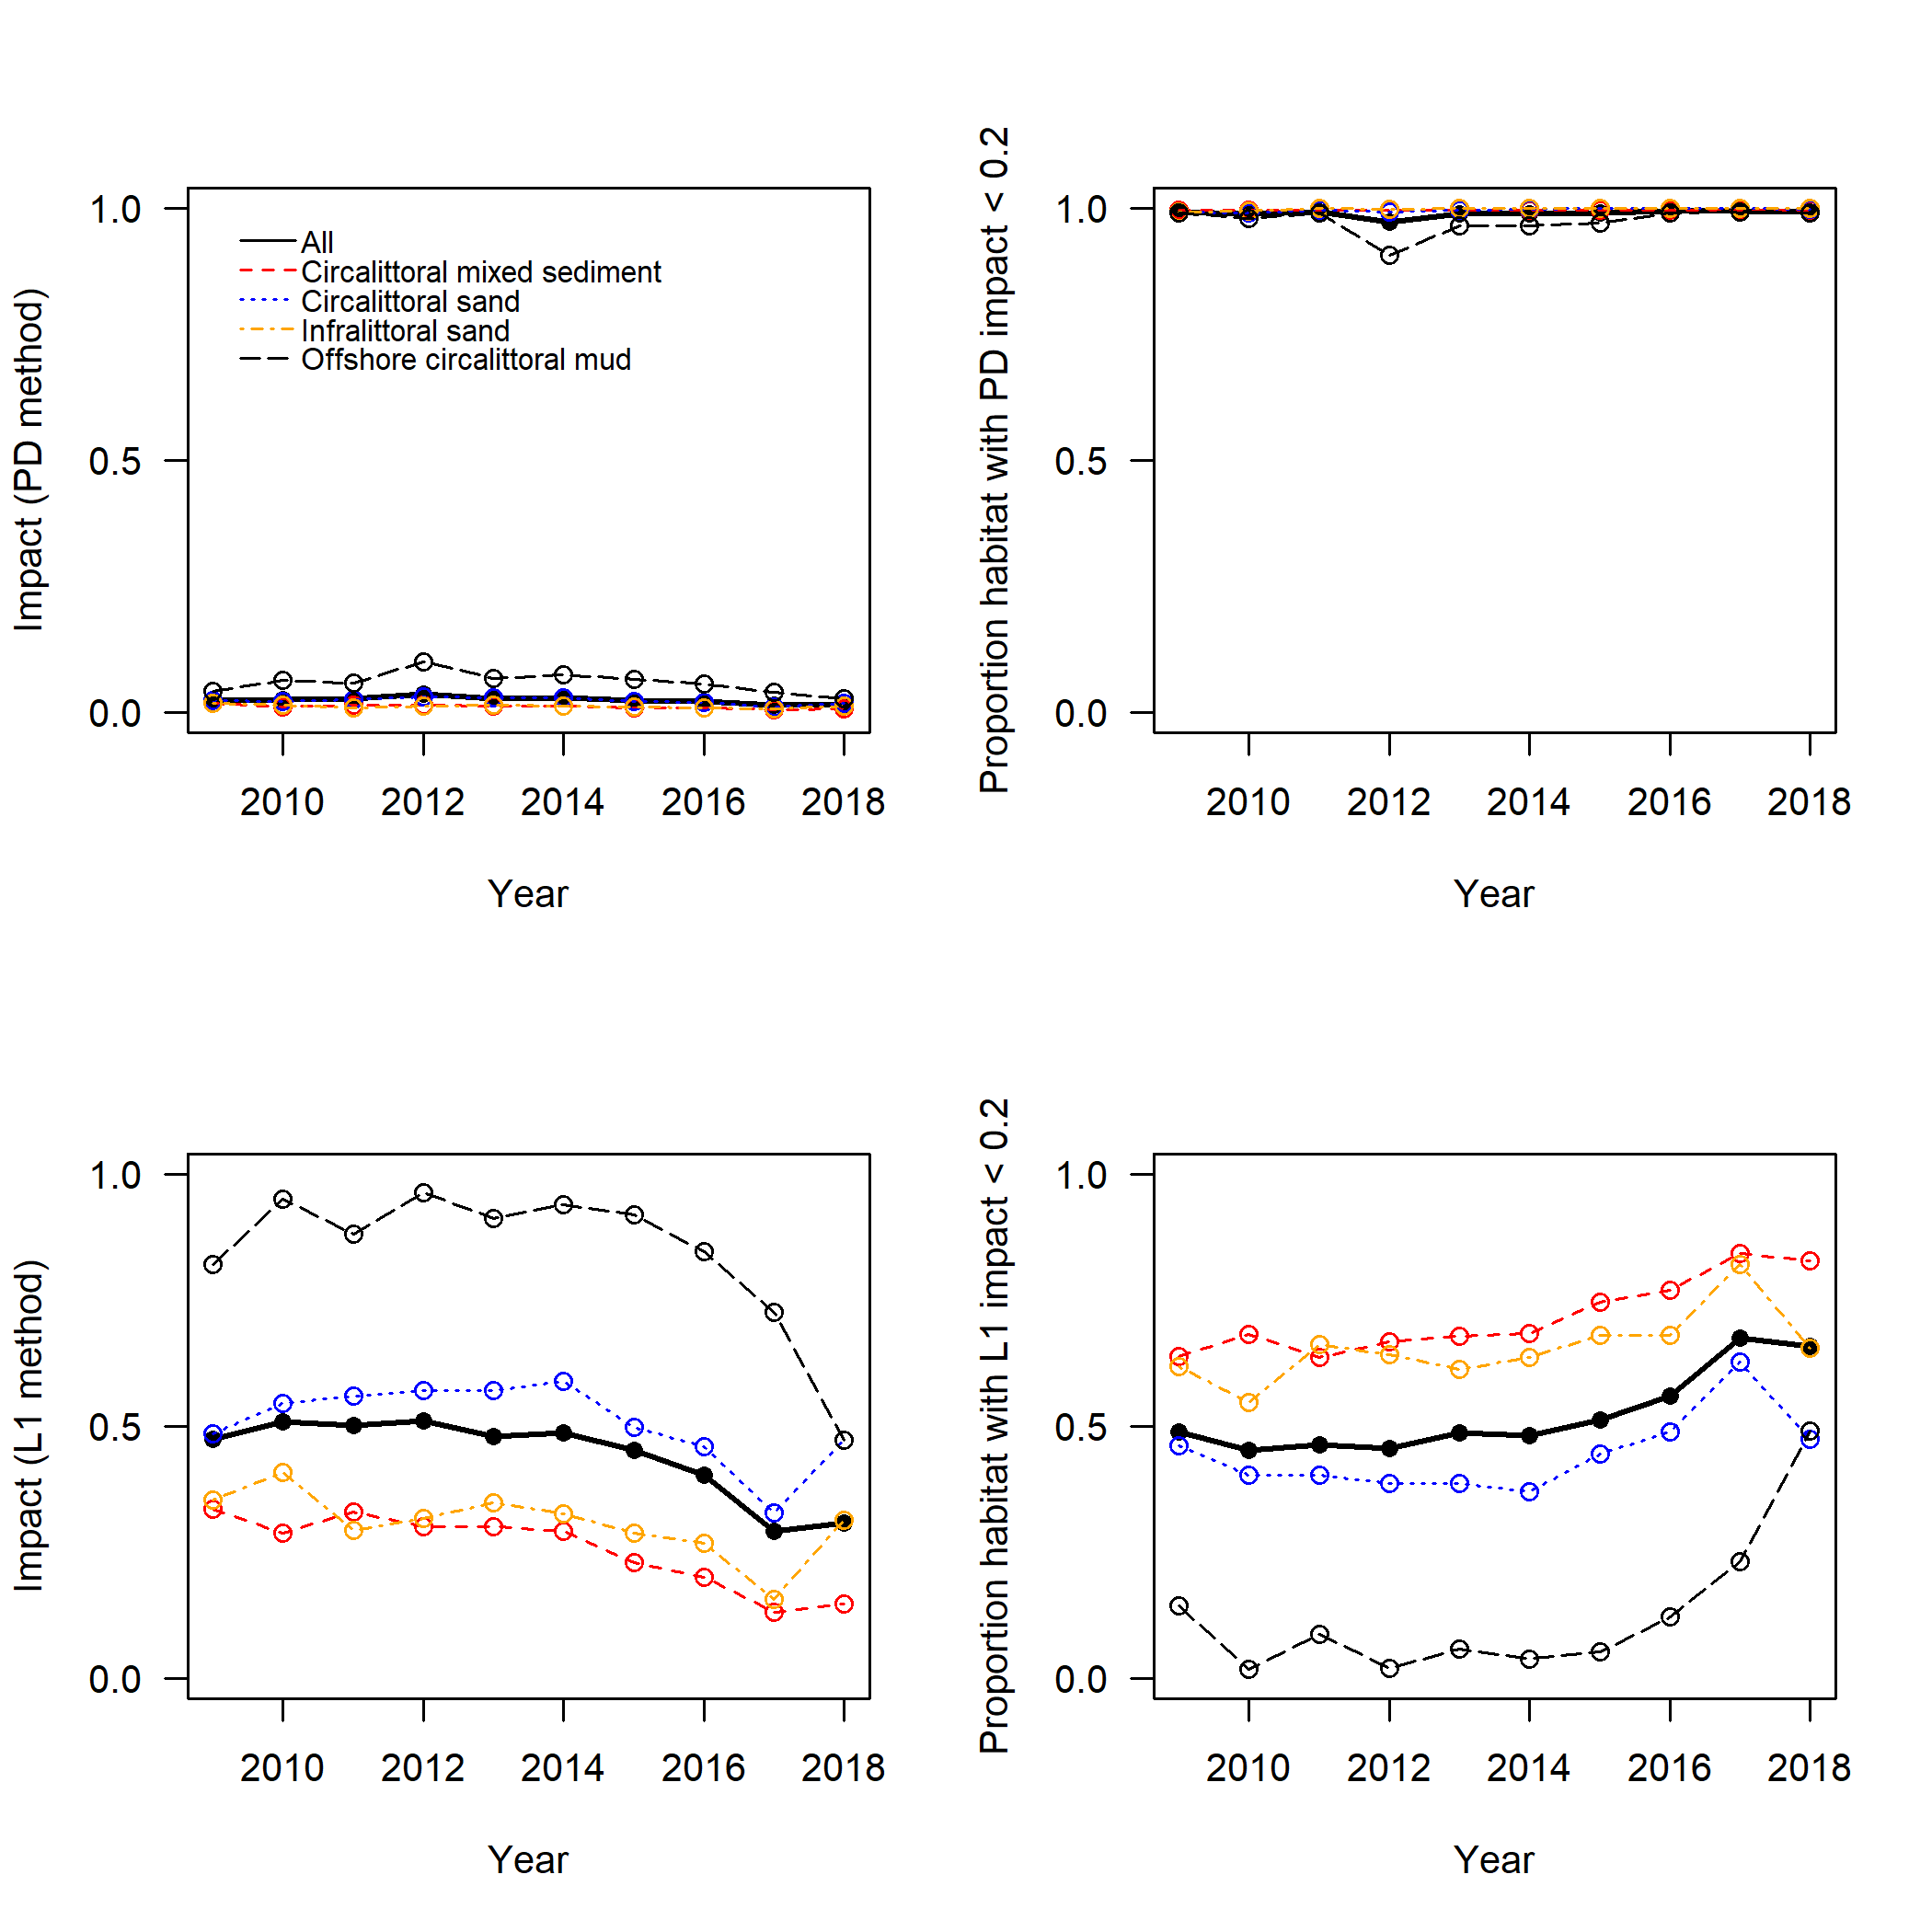 Impact (PD method)
1.0
0.5
0.0
All
Circalittoral mixed sediment
Circalittoral sand
Infralittoral sand
Offshore circalittoral mud
2010 2012 2014 2016 2018
Year
Proportion habitat with PD impact < 0.2
1.0
0.5
0.0
2010 2012 2014 2016 2018
Year
Impact (L1 method)
1.0
0.5
0.0
2010 2012 2014 2016 2018
Year
Proportion habitat with L1 impact < 0.2
1.0
0.5
0.0
2010 2012 2014 2016 2018
Year